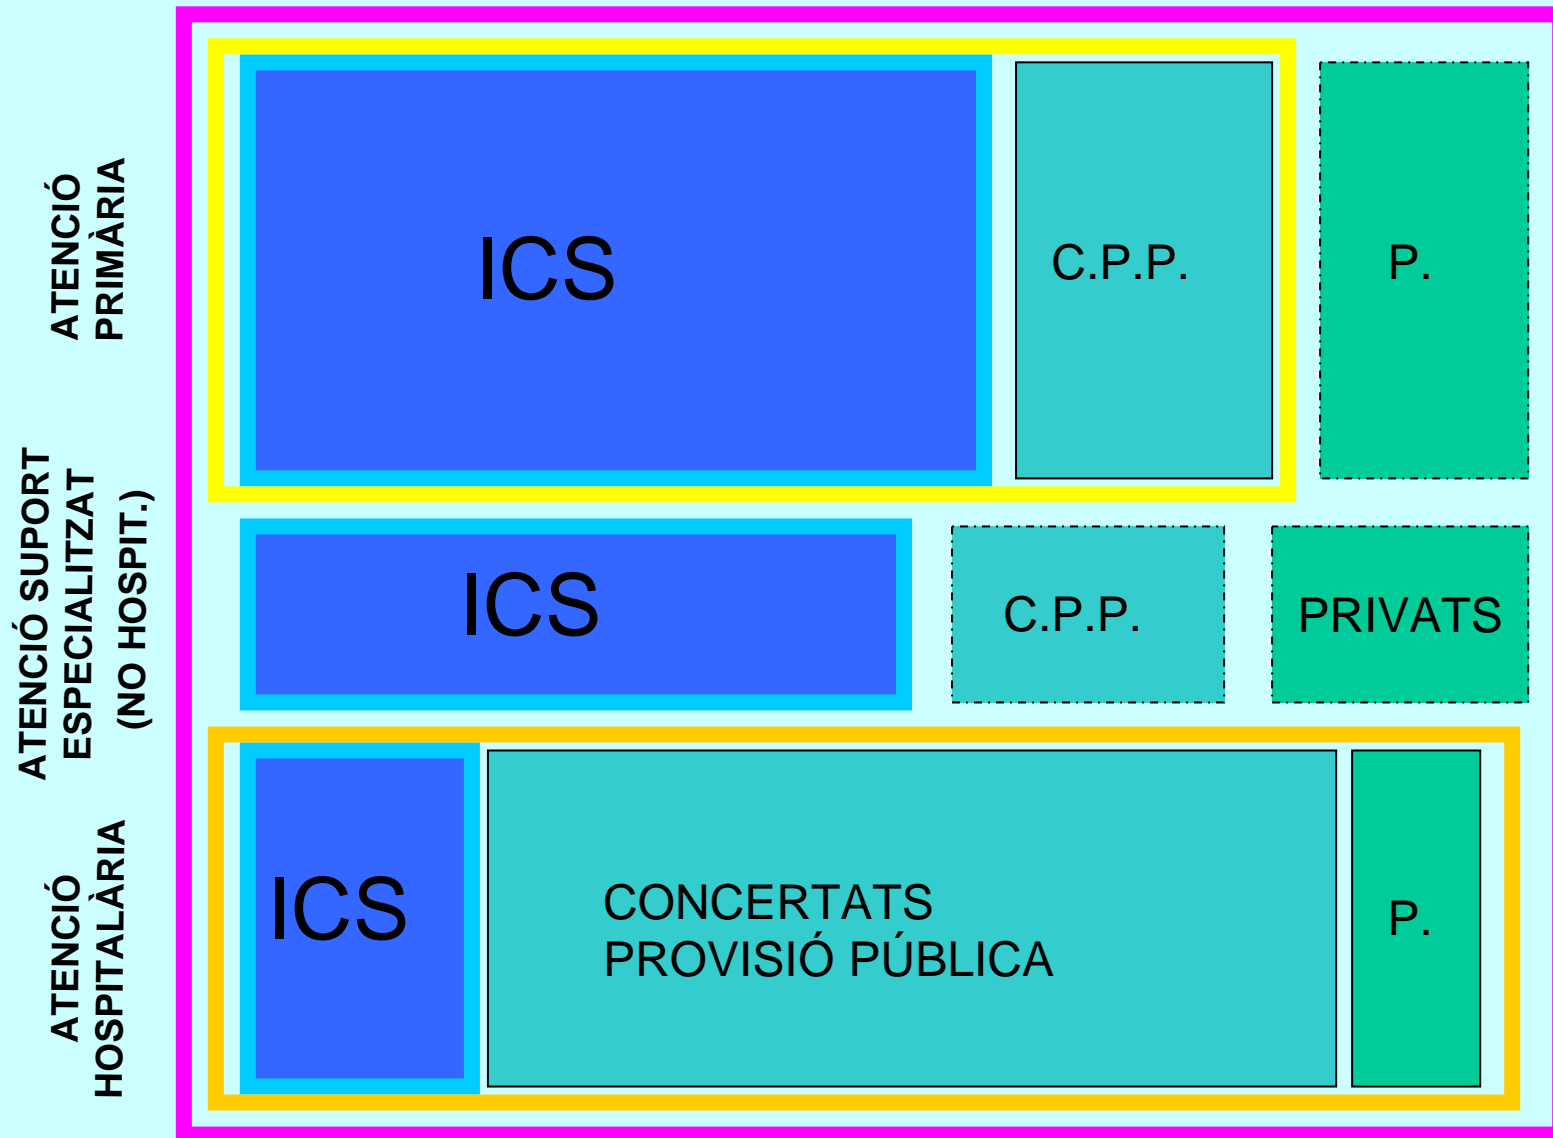 ATENCIÓ
PRIMÀRIA
ICS
C.P.P.
P.
ATENCIÓ SUPORT
ESPECIALITZAT
(NO HOSPIT.)
ICS
C.P.P.
PRIVATS
ATENCIÓ
HOSPITALÀRIA
ICS
CONCERTATS
PROVISIÓ PÚBLICA
P.